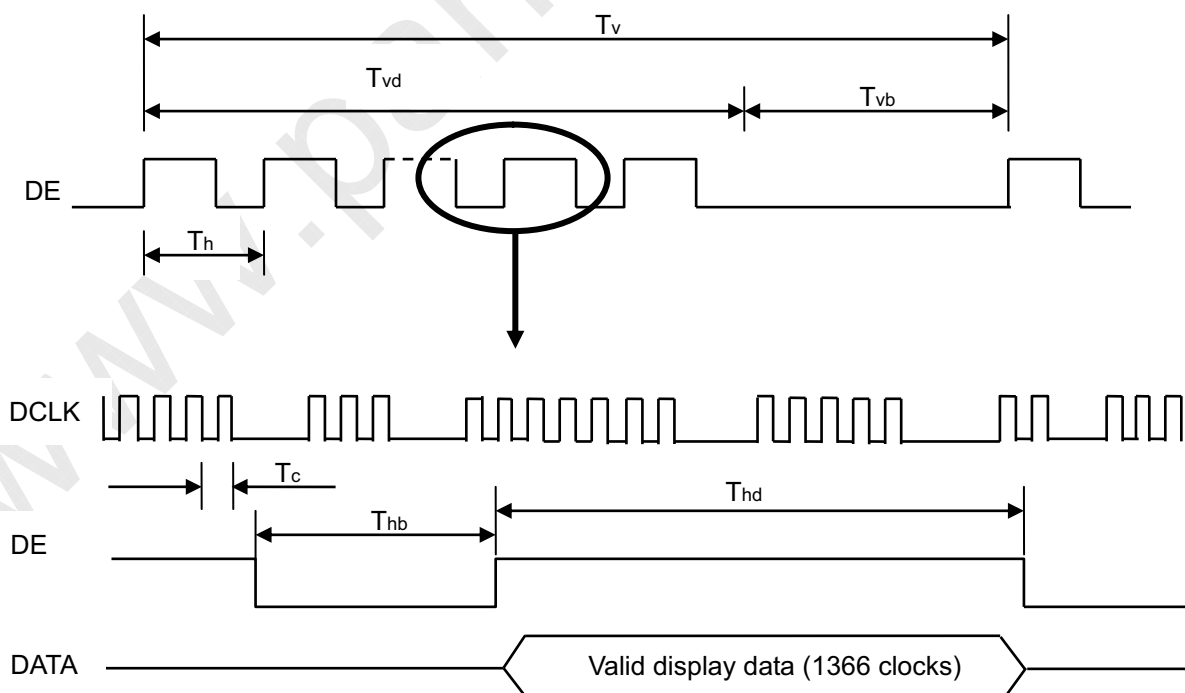 Tv
Tvd
Tvb
DE
Th
DCLK
Tc
Thd
Thb
DE
DATA
Valid display data (1366 clocks)